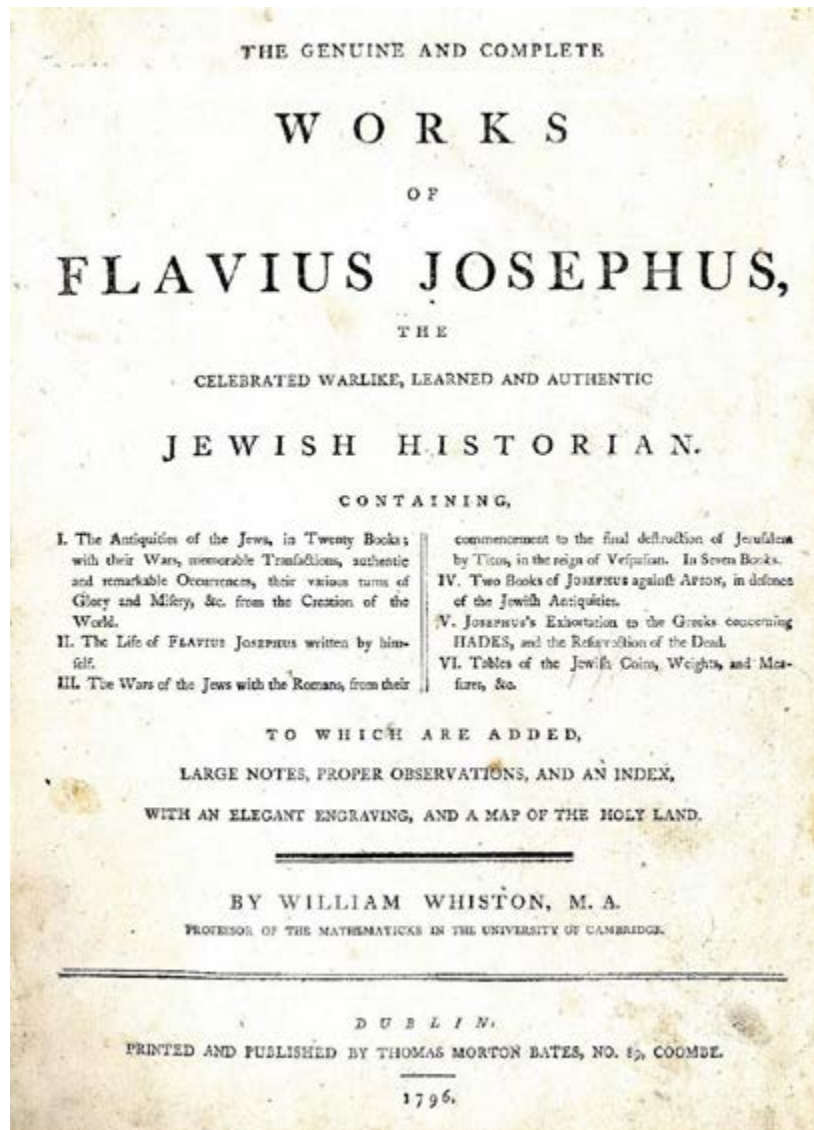 THE GENUINE AND COMPLETE
WORKS
OF
FLAVIUS JOSEPHUS,
THE
CELEBRATED WARLIKE, LEARNED AND AUTHENTIC
JEWISH HISTORIAN.
CONTAINING,
I. The Antiquities of the Jews, in Twenty Books;
with their Wars, memorable Tranſactions, authentic
and remarkable Occurrences, their various turns of
Glory and Miſery, &c. from the Creation of the
World.
II. The Life of FLAVIUS JOSEPHUS written by him-
ſelf.
III. The Wars of the Jews with the Romans, from their
commencement to the final deſtruction of Jeruſalem
by Titus, in the reign of Veſpaſian. In Seven Books.
IV. Two Books of JOSEPHUS againſt APION, in defence
of the Jewiſh Antiquities.
V. JOSEPHUS's Exhortation to the Greeks concerning
HADES, and the Reſurrection of the Dead.
VI. Tables of the Jewiſh Coins, Weights, and Mea-
ſures, &c.
TO WHICH ARE ADDED,
LARGE NOTES, PROPER OBSERVATIONS, AND AN INDEX,
WITH AN ELEGANT ENGRAVING, AND A MAP OF THE HOLY LAND.
BY WILLIAM WHISTON, M. A.
PROFESSOR OF THE MATHEMATICKS IN THE UNIVERSITY OF CAMBRIDGE.
DUBLIN.
PRINTED AND PUBLISHED BY THOMAS MORTON BATES, NO. 89, COOMBE.
1796.